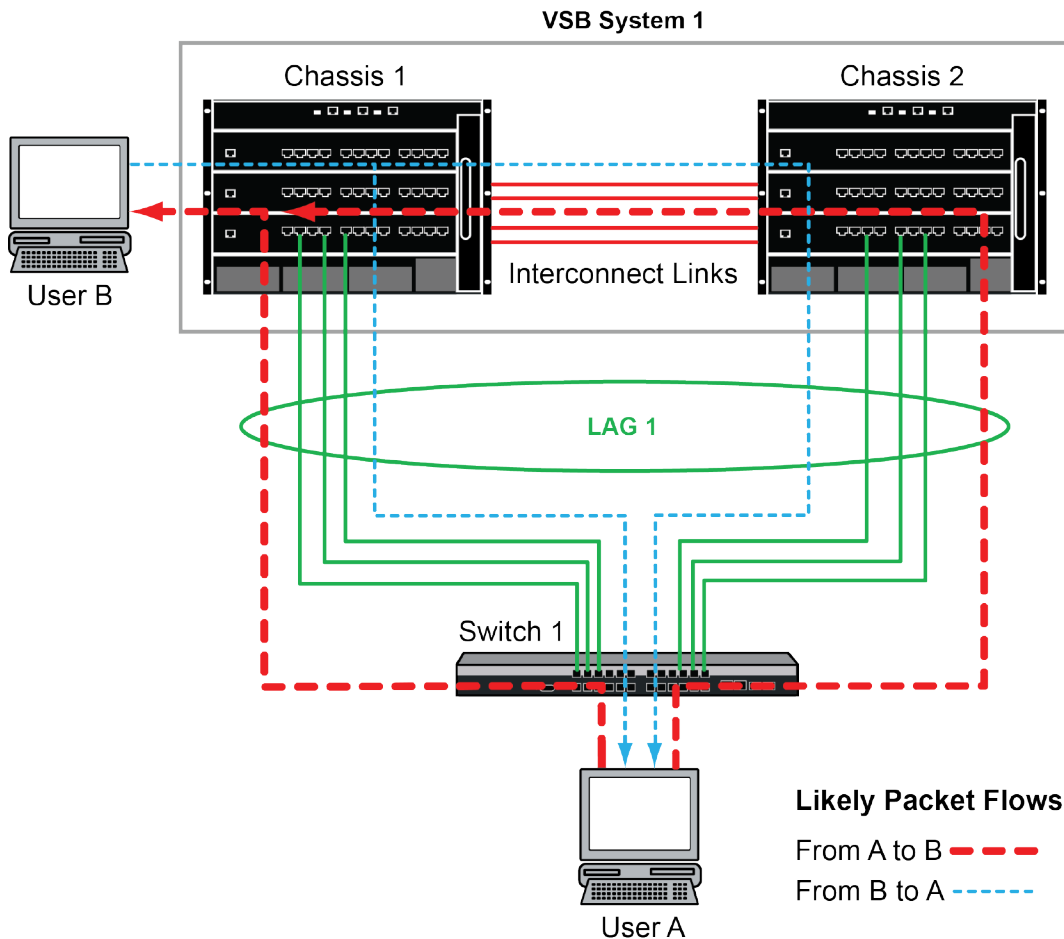 VSB System 1
Chassis 1
Chassis 2
User B
Interconnect Links
LAG 1
Switch 1
User A
Likely Packet Flows
From A to B
From B to A